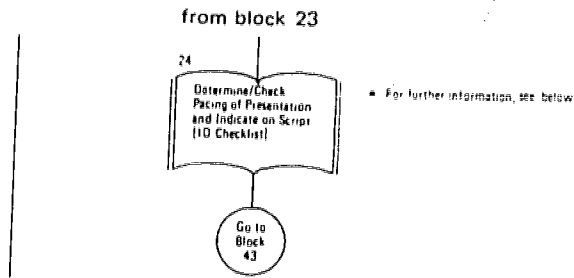 from block 23
24
Determine/Check
Pacing of Presentation
and Indicate on Script
(ID Checklist)
• For further information, see below
Go to
Block
43